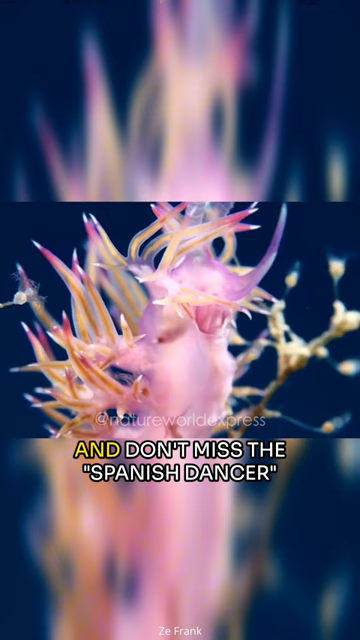 @natureworldexpress
AND DON'T MISS THE
"SPANISH DANCER"
Ze Frank